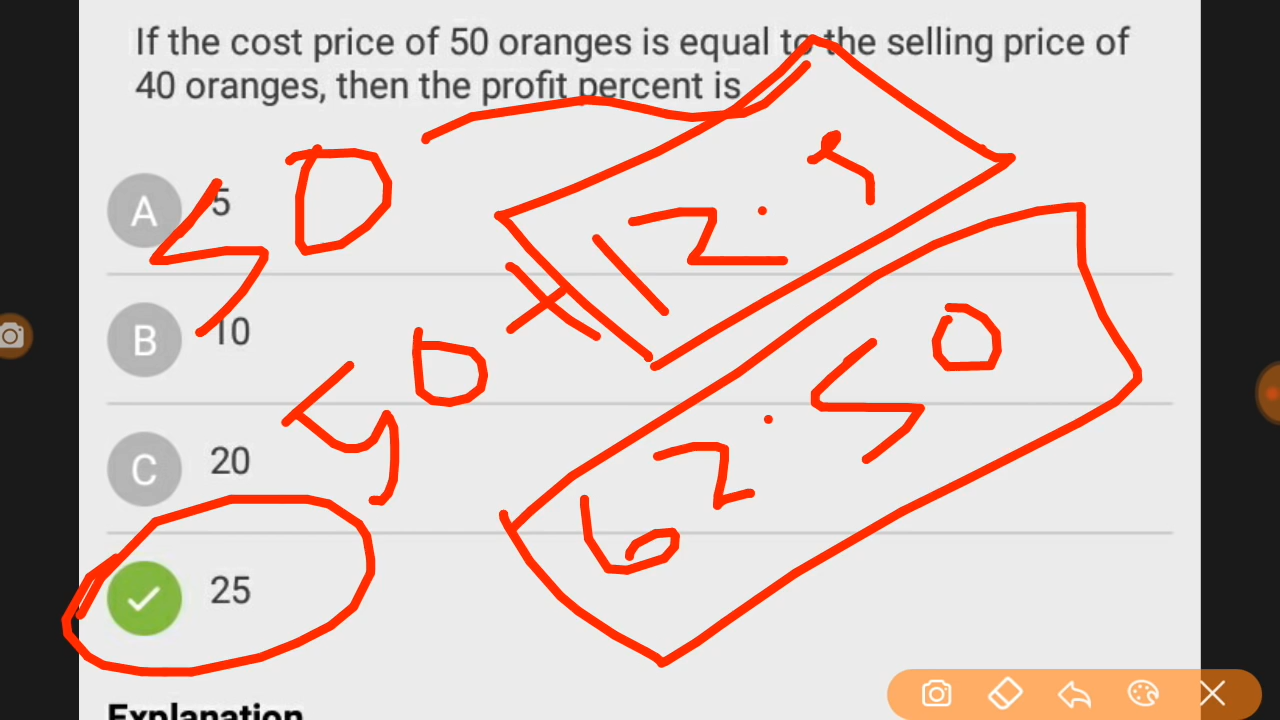 If the cost price of 50 oranges is equal to the selling price of
40 oranges, then the profit percent is
A 5
50
B 10
40
C 20
25
+12.5
62.50
Explanation